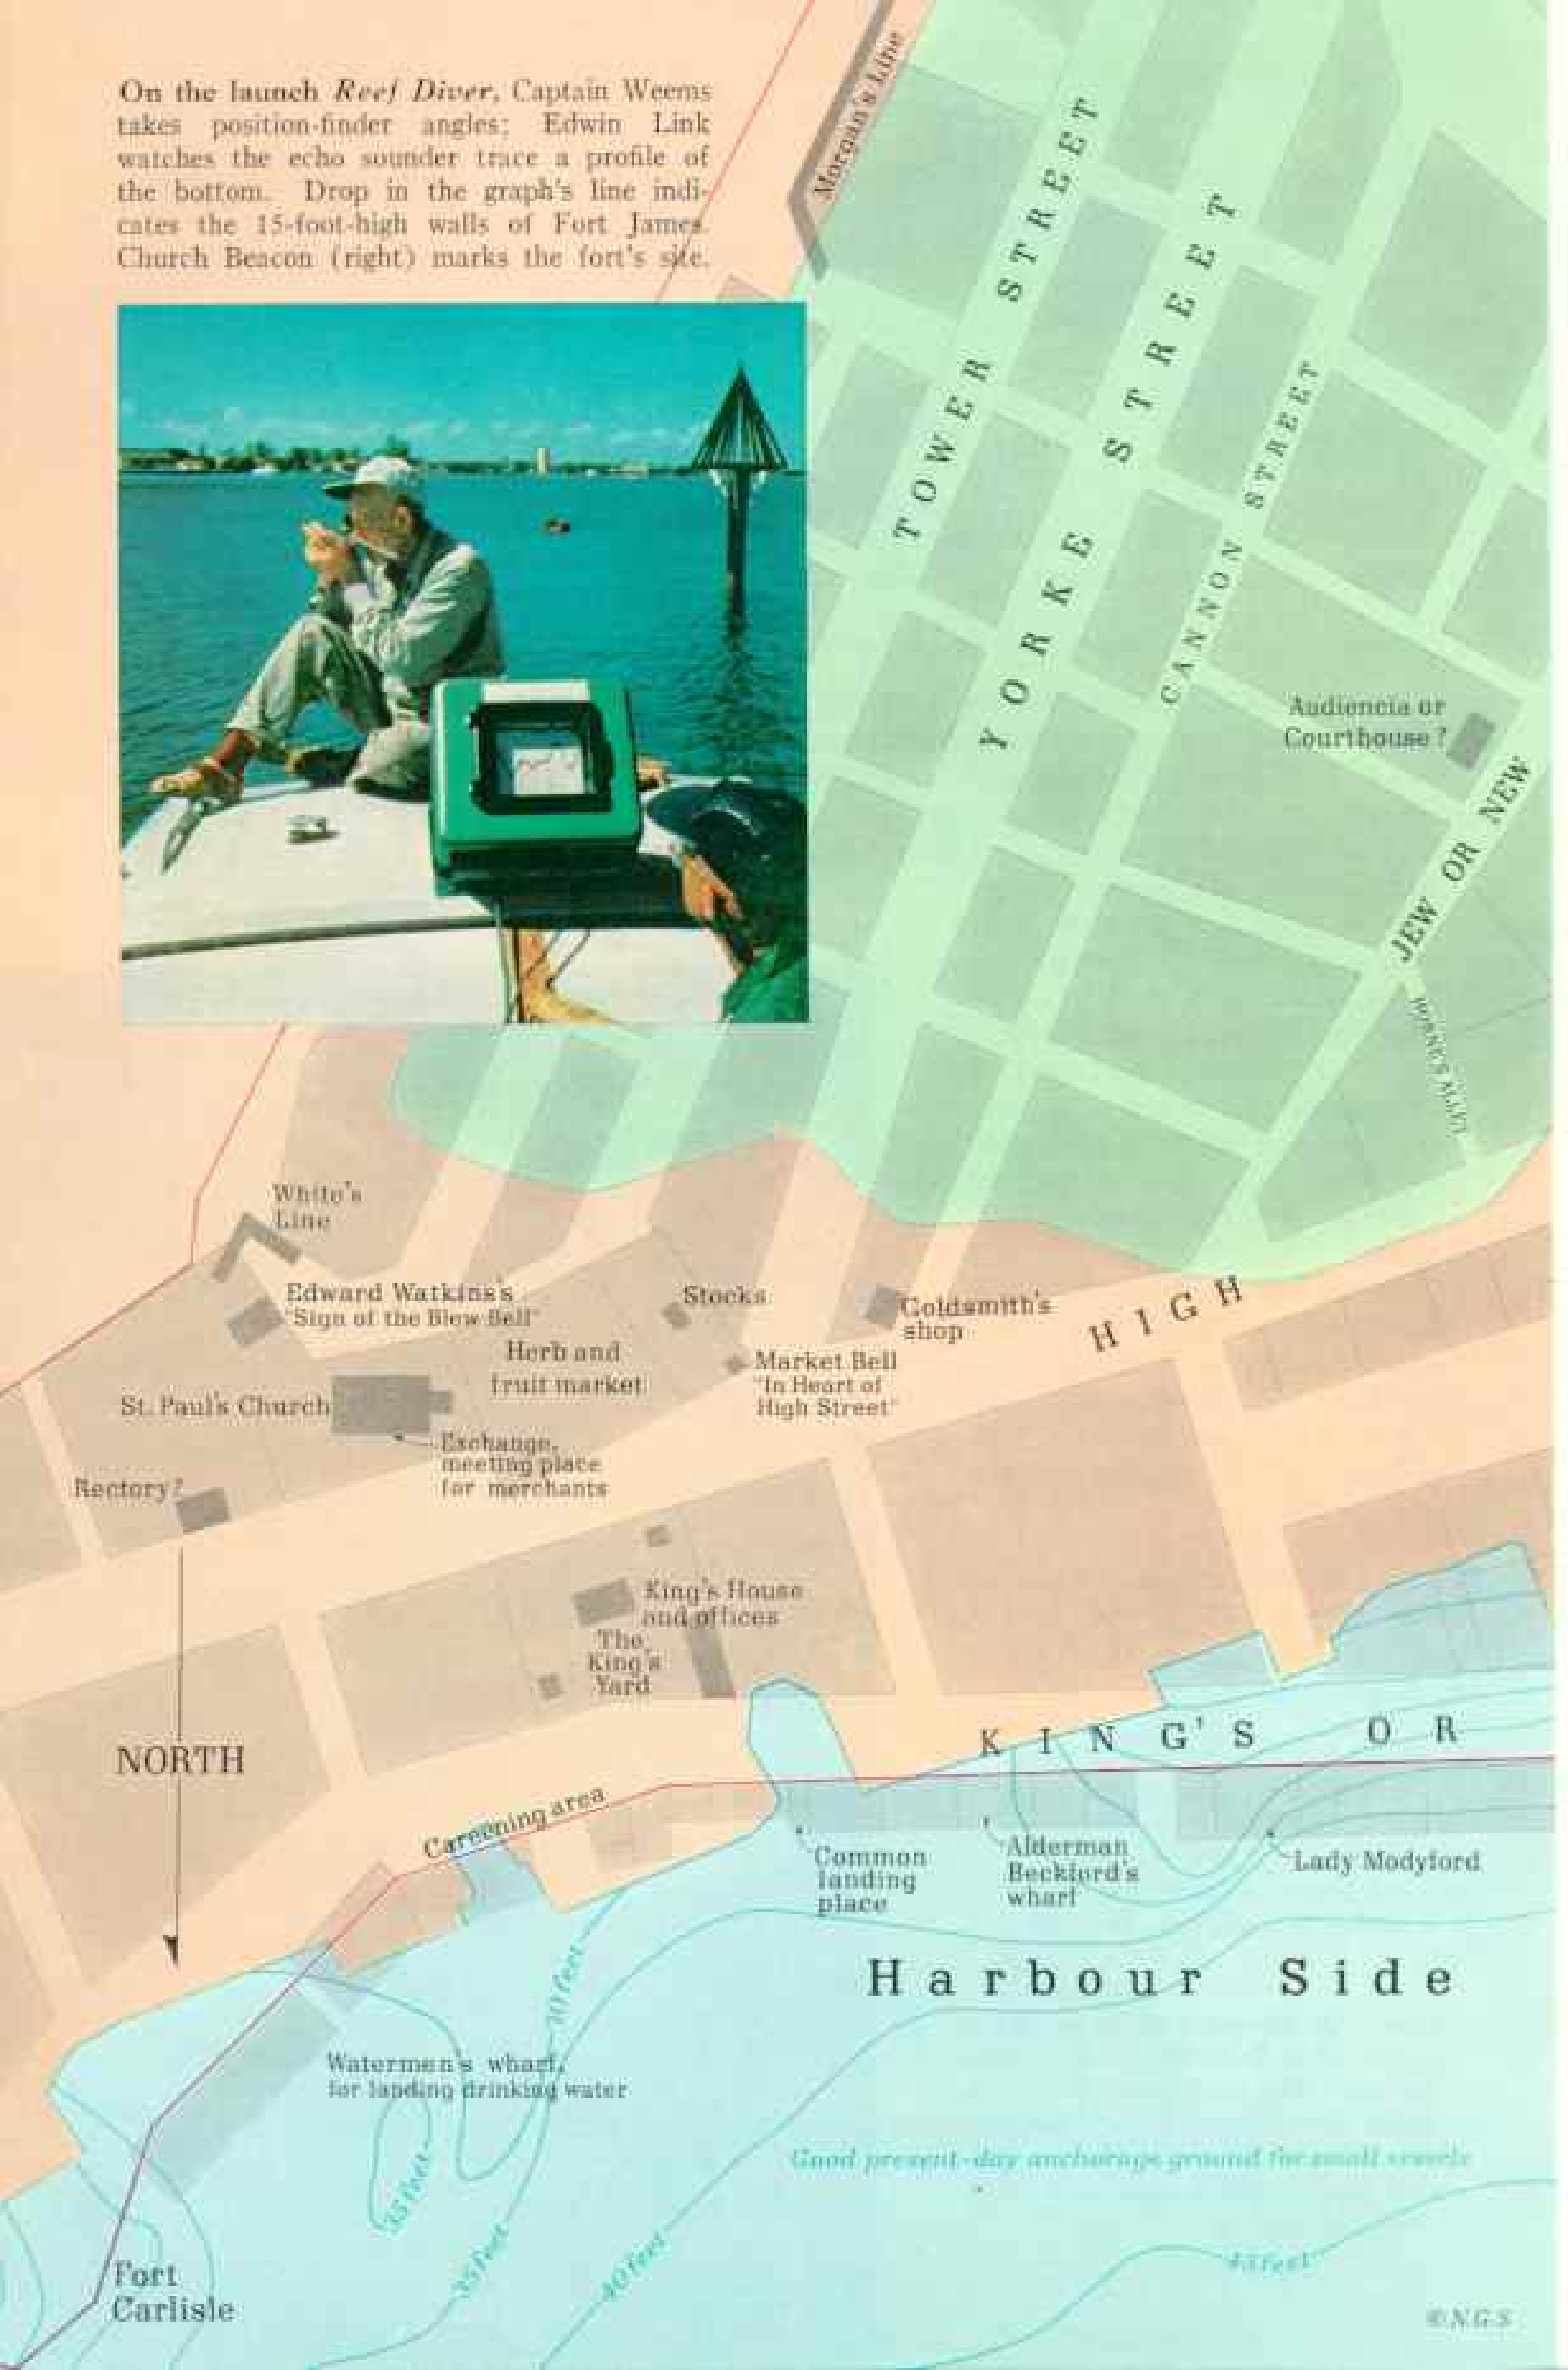 On the launch Reef Diver, Captain Weems
takes position-finder angles; Edwin Link
watches the echo sounder trace a profile of
the bottom. Drop in the graph's line indi-
cates the 15-foot-high walls of Fort James.
Church Beacon (right) marks the fort's site.
Morgan's Line
TOWER STREET
YORKE STREET
CANNON STREET
Audiencia or
Courthouse?
JEW OR NEW
White's
Line
Edward Watkins's
"Sign of the Blew Bell"
Stocks
Goldsmith's
shop
HIGH
Herb and
fruit market
Market Bell
"In Heart of
High Street"
St. Paul's Church
Exchange,
meeting place
for merchants
Rectory?
King's House
and offices
The
King's
Yard
NORTH
KING'S OR
Careening area
Common
landing
place
Alderman
Beckford's
wharf
Lady Modyford
Harbour Side
Watermen's wharf,
for landing drinking water
Good present-day anchorage ground for small vessels
35 feet
35 feet
40 feet
Fort
Carlisle
© N.G.S.